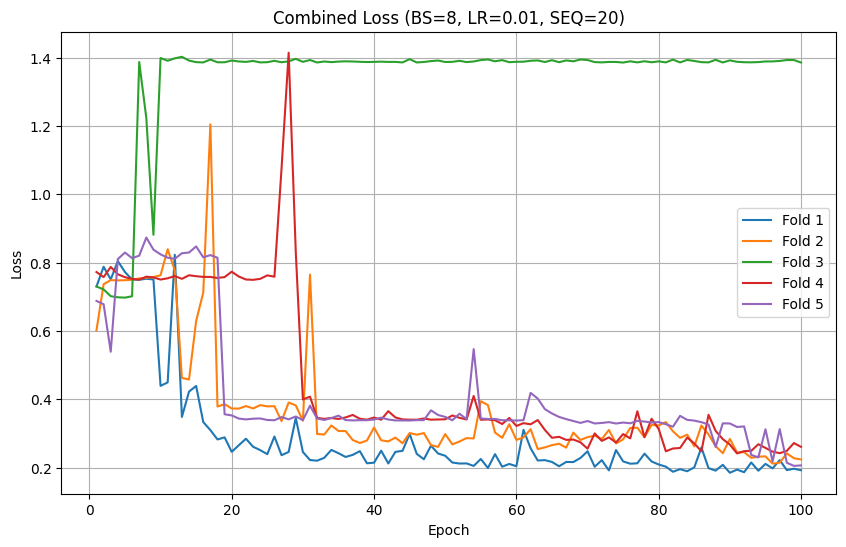 Combined Loss (BS=8, LR=0.01, SEQ=20)
Loss
1.4
1.2
1.0
0.8
0.6
0.4
0.2
Fold 1
Fold 2
Fold 3
Fold 4
Fold 5
0 20 40 60 80 100
Epoch